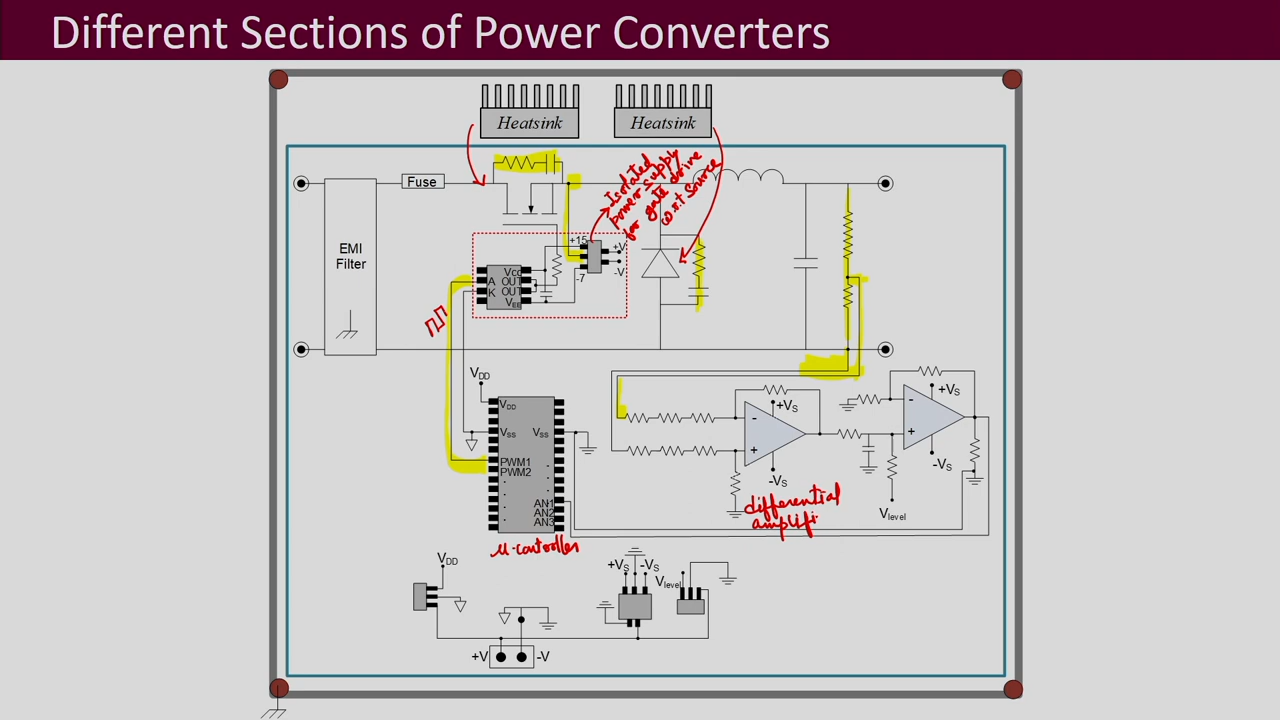 Different Sections of Power Converters
Heatsink
Heatsink
Fuse
EMI
Filter
Isolated
power supply
for gate drive
w.r.t source
+15
+V
-V
-7
Vcc
A OUT
K OUT
VEE
VDD
VDD
VSS VSS
PWM1
PWM2
AN1
AN2
AN3
μ-controller
-
+
+VS
-VS
differential
amplifi
-
+
+VS
-VS
Vlevel
VDD
+VS -VS
Vlevel
+V -V